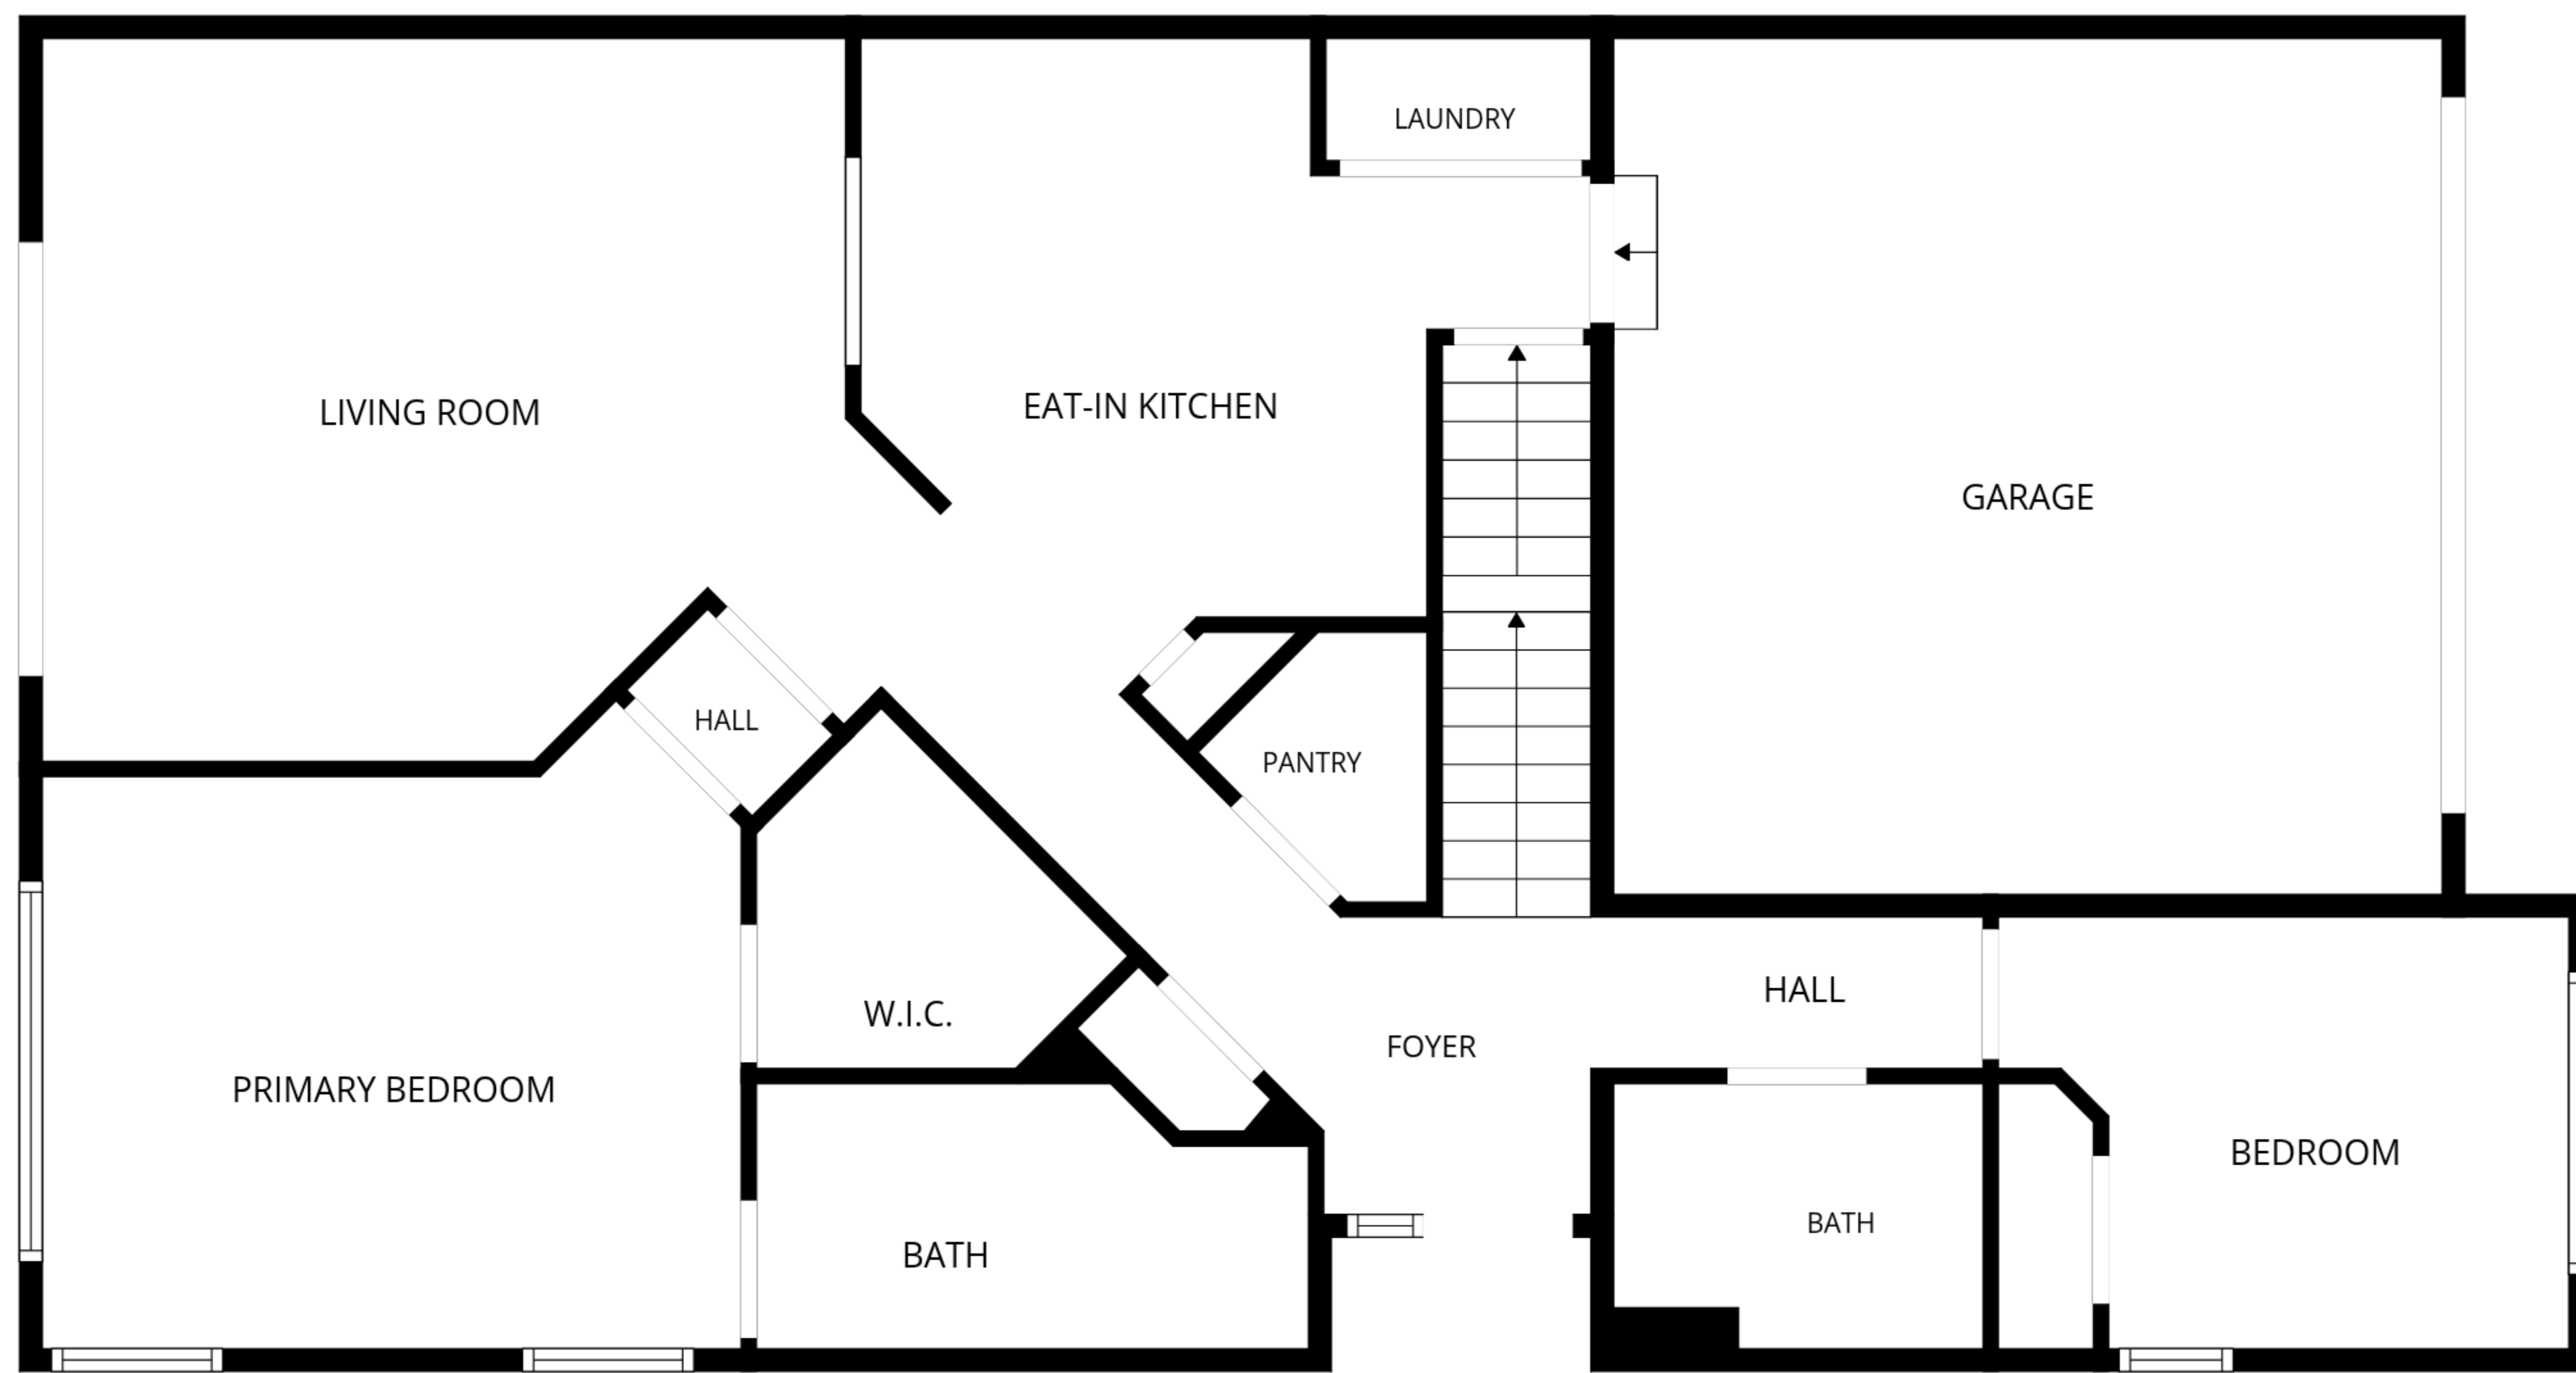 LAUNDRY
LIVING ROOM
EAT-IN KITCHEN
GARAGE
HALL
PANTRY
HALL
W.I.C.
FOYER
PRIMARY BEDROOM
BEDROOM
BATH
BATH